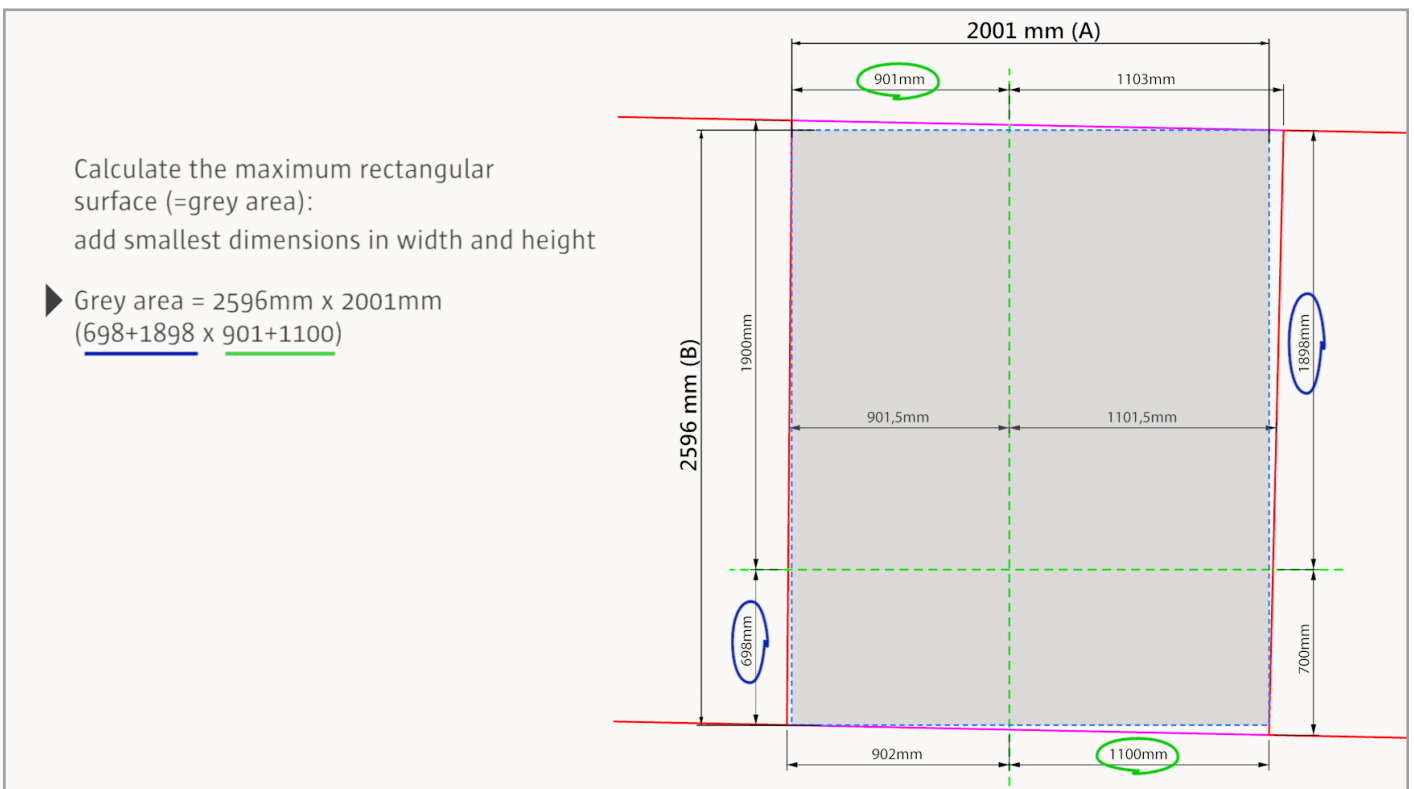 2001 mm (A)
901mm
1103mm
Calculate the maximum rectangular
surface (=grey area):
add smallest dimensions in width and height
Grey area = 2596mm x 2001mm
(698+1898 x 901+1100)
1900mm
1898mm
2596 mm (B)
901,5mm
1101,5mm
698mm
700mm
902mm
1100mm